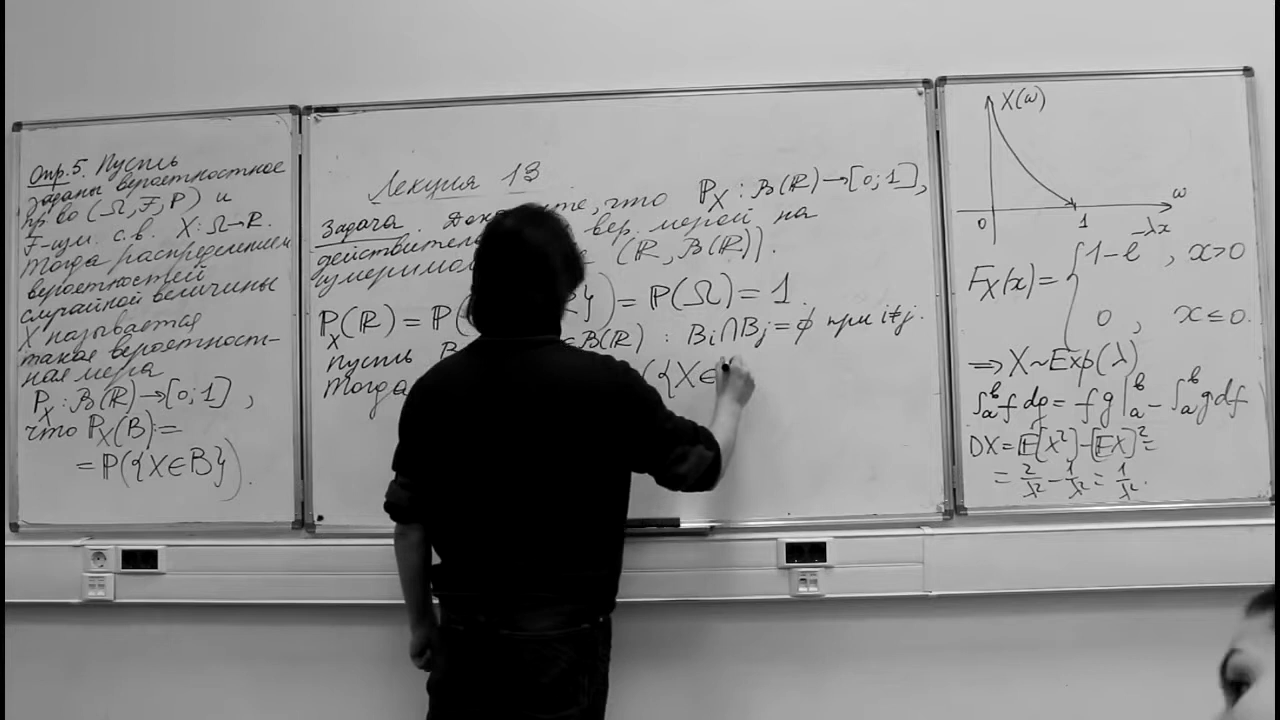 Опр.5. Пусть
заданы вероятностное
пр-во (Ω, F, P) и
F-изм. с.в. X: Ω→R.
Тогда распределением
вероятностей
случайной величины
X называется
такая вероятност-
ная мера
P_X : B(R)→[0;1],
что P_X(B):=
=P({X∈B}).
Лекция 13
Задача. что P_X : B(R)→[0;1],
вер. мерой на
(R, B(R)).
P_X(R) = P( }) = P(Ω) = 1.
Пусть ∈B(R) : B_i∩B_j = ϕ при i≠j.
Тогда ({X∈
X(ω)
ω
0
1
F_X(x) = { 1-e^{-λx}, x>0
0 , x≤0.
⇒ X~Exp(λ)
∫_a^b f dg = fg|_a^b - ∫_a^b g df
DX = E[X²]-[EX]²=
= 2/λ² - 1/λ² = 1/λ².